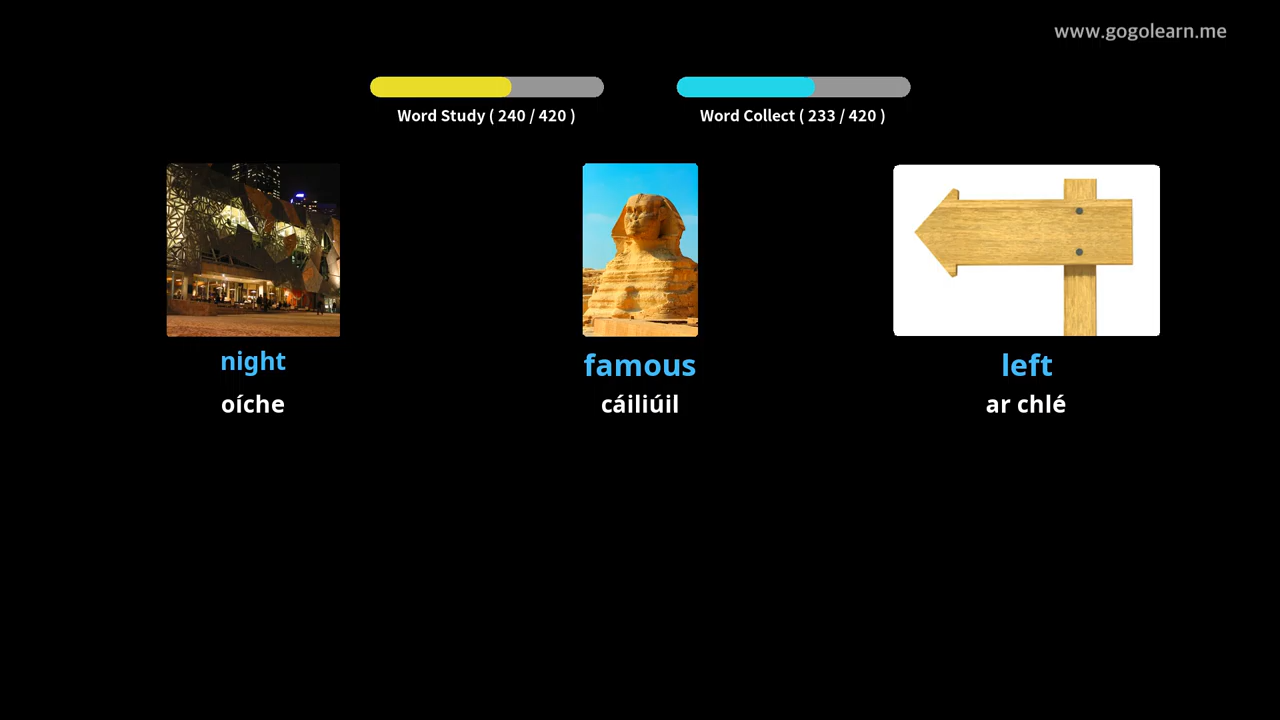 www.gogolearn.me
Word Study ( 240 / 420 )
Word Collect ( 233 / 420 )
night
famous
left
oíche
cáiliúil
ar chlé